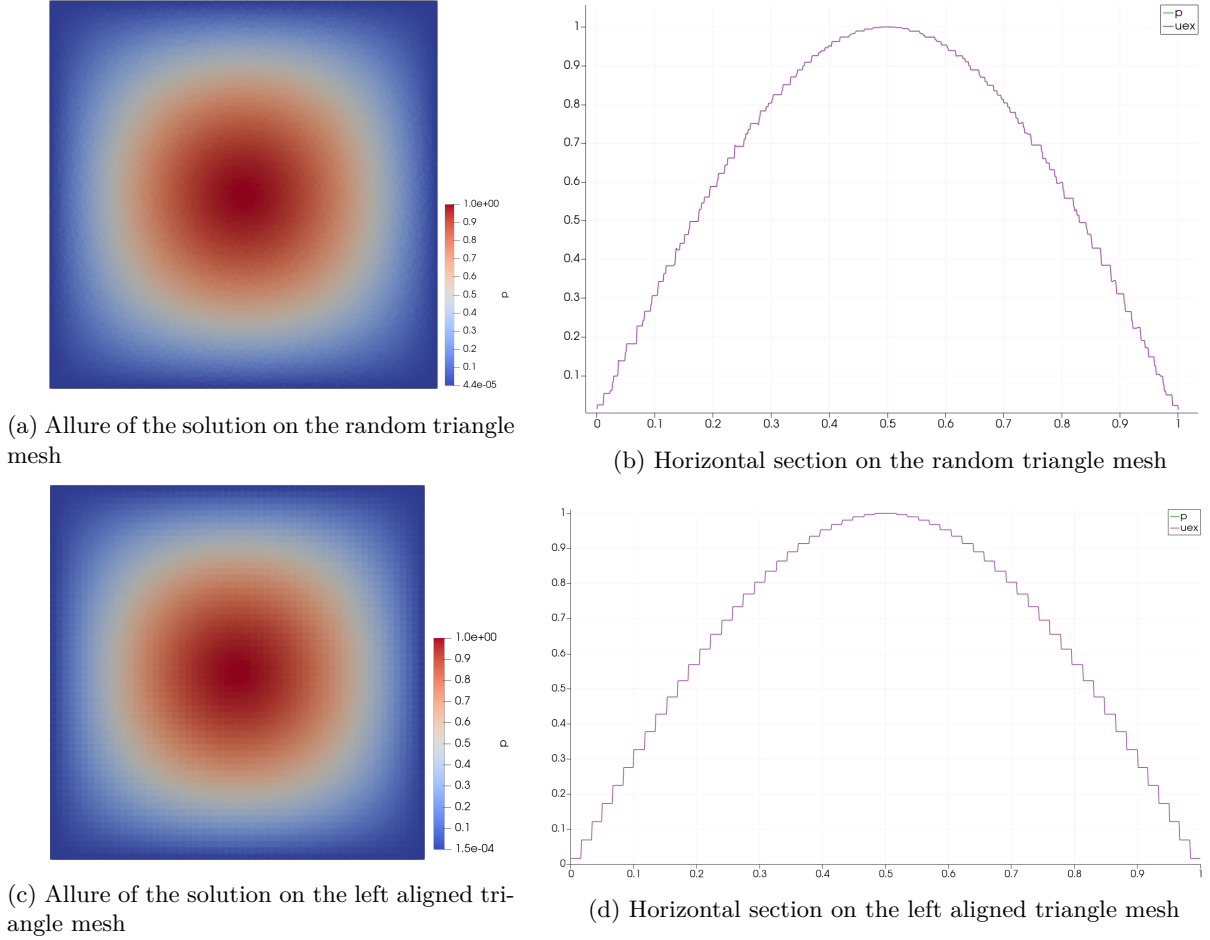 1.0e+00
0.9
0.8
0.7
0.6
0.5
0.4
0.3
0.2
0.1
4.4e-05
p
(a) Allure of the solution on the random triangle
mesh
p
uex
1
0.9
0.8
0.7
0.6
0.5
0.4
0.3
0.2
0.1
0 0.1 0.2 0.3 0.4 0.5 0.6 0.7 0.8 0.9 1
(b) Horizontal section on the random triangle mesh
1.0e+00
0.9
0.8
0.7
0.6
0.5
0.4
0.3
0.2
0.1
1.5e-04
p
(c) Allure of the solution on the left aligned tri-
angle mesh
p
uex
1
0.9
0.8
0.7
0.6
0.5
0.4
0.3
0.2
0.1
0
0 0.1 0.2 0.3 0.4 0.5 0.6 0.7 0.8 0.9 1
(d) Horizontal section on the left aligned triangle mesh